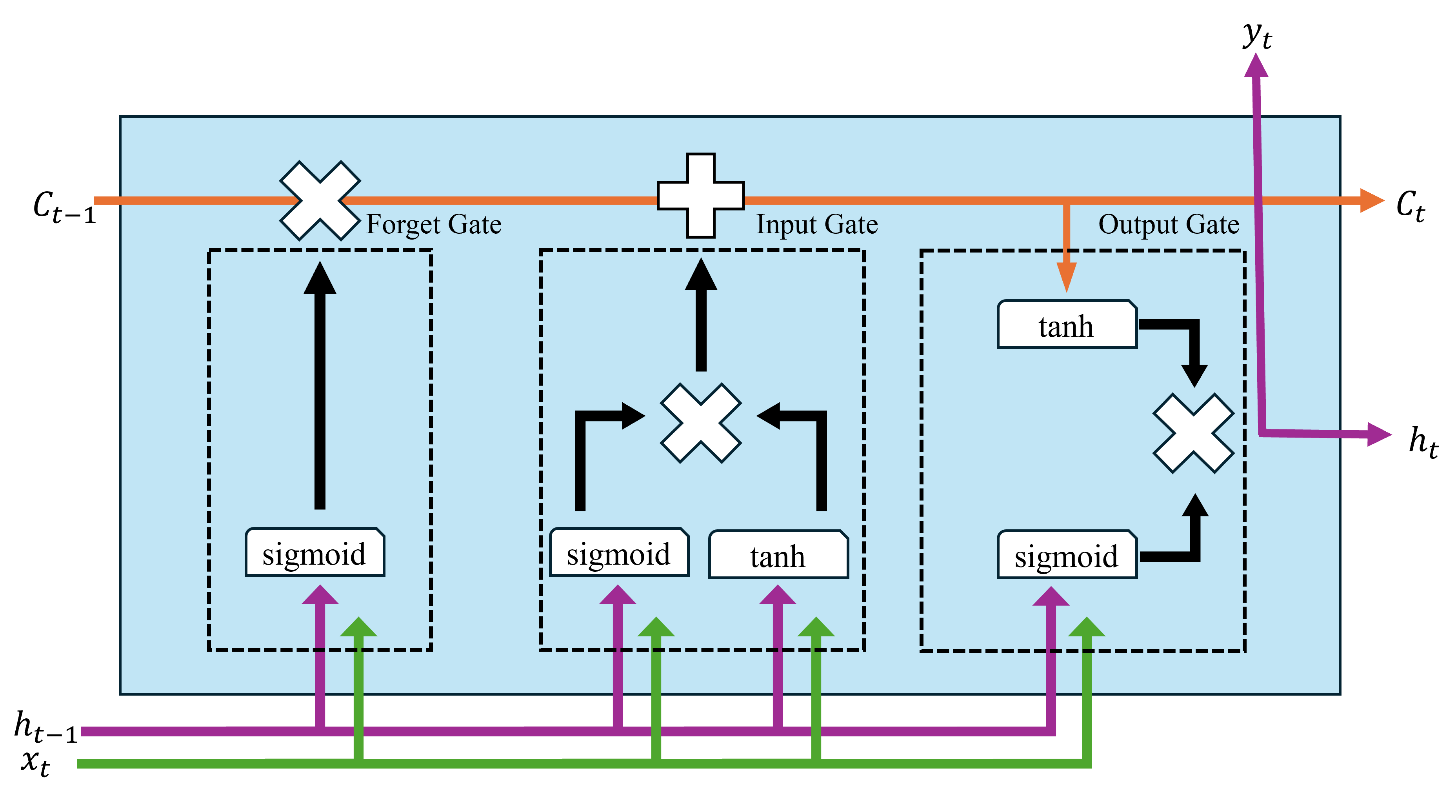 y_t
C_{t-1}
C_t
Forget Gate
Input Gate
Output Gate
tanh
h_t
sigmoid
sigmoid
tanh
sigmoid
h_{t-1}
x_t